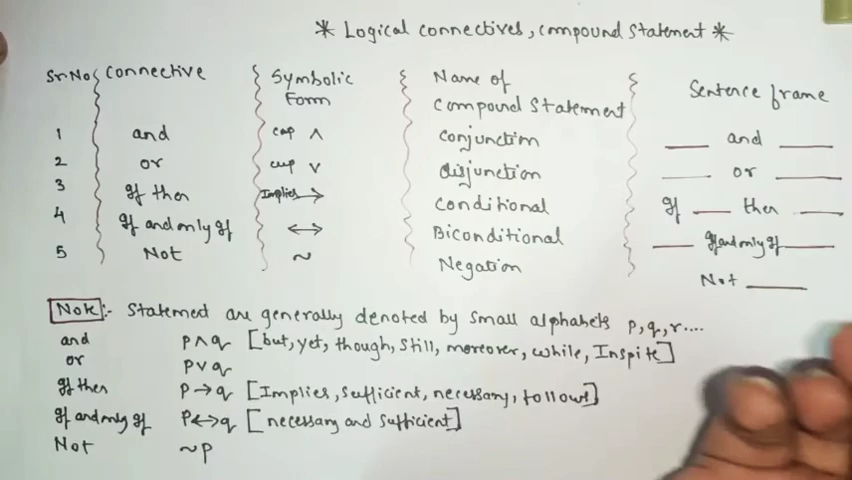 * Logical connectives, compound statement *
Sr No Connective Symbolic Form Name of Compound Statement Sentence frame
1 and cap ∧ conjunction ___ and ___
2 or cup ∨ disjunction ___ or ___
3 If then Implies → Conditional If ___ then ___
4 If and only If ↔ Biconditional ___ If and only If ___
5 Not ~ Negation Not ___
Note :- Statement are generally denoted by small alphabets p, q, r....
and p∧q [but, yet, though, still, moreover, while, Inspite]
or p∨q
If then p→q [Implies, sufficient, necessary, follows]
If and only If p↔q [necessary and sufficient]
Not ~p